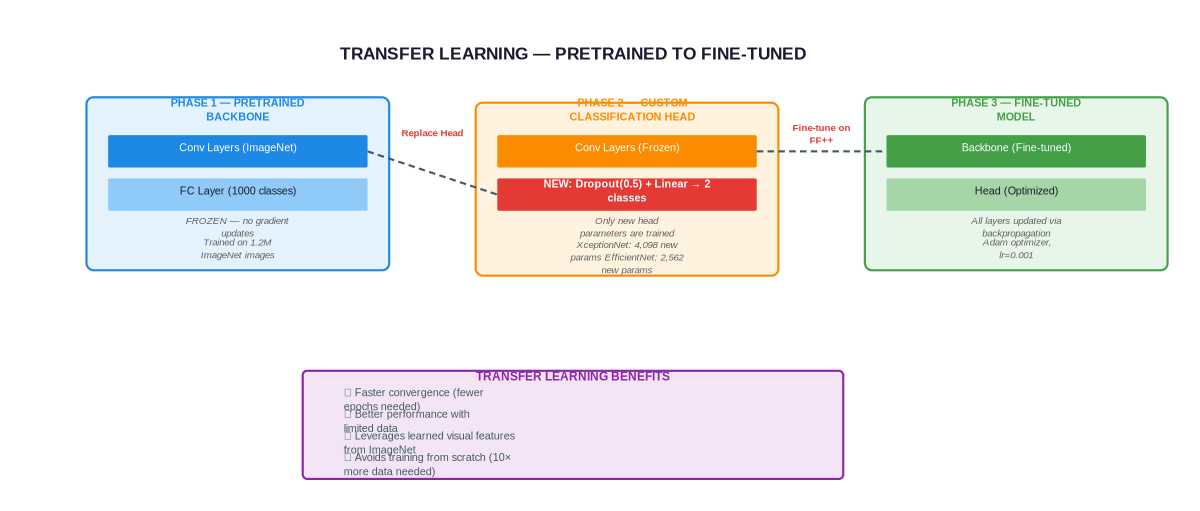 TRANSFER LEARNING — PRETRAINED TO FINE-TUNED
PHASE 1 — PRETRAINED
BACKBONE
Conv Layers (ImageNet)
FC Layer (1000 classes)
FROZEN — no gradient
updates
Trained on 1.2M
ImageNet images
Replace Head
PHASE 2 — CUSTOM
CLASSIFICATION HEAD
Conv Layers (Frozen)
NEW: Dropout(0.5) + Linear → 2
classes
Only new head
parameters are trained
XceptionNet: 4,098 new
params EfficientNet: 2,562
new params
Fine-tune on
FF++
PHASE 3 — FINE-TUNED
MODEL
Backbone (Fine-tuned)
Head (Optimized)
All layers updated via
backpropagation
Adam optimizer,
lr=0.001
TRANSFER LEARNING BENEFITS
Faster convergence (fewer
epochs needed)
Better performance with
limited data
Leverages learned visual features
from ImageNet
Avoids training from scratch (10×
more data needed)